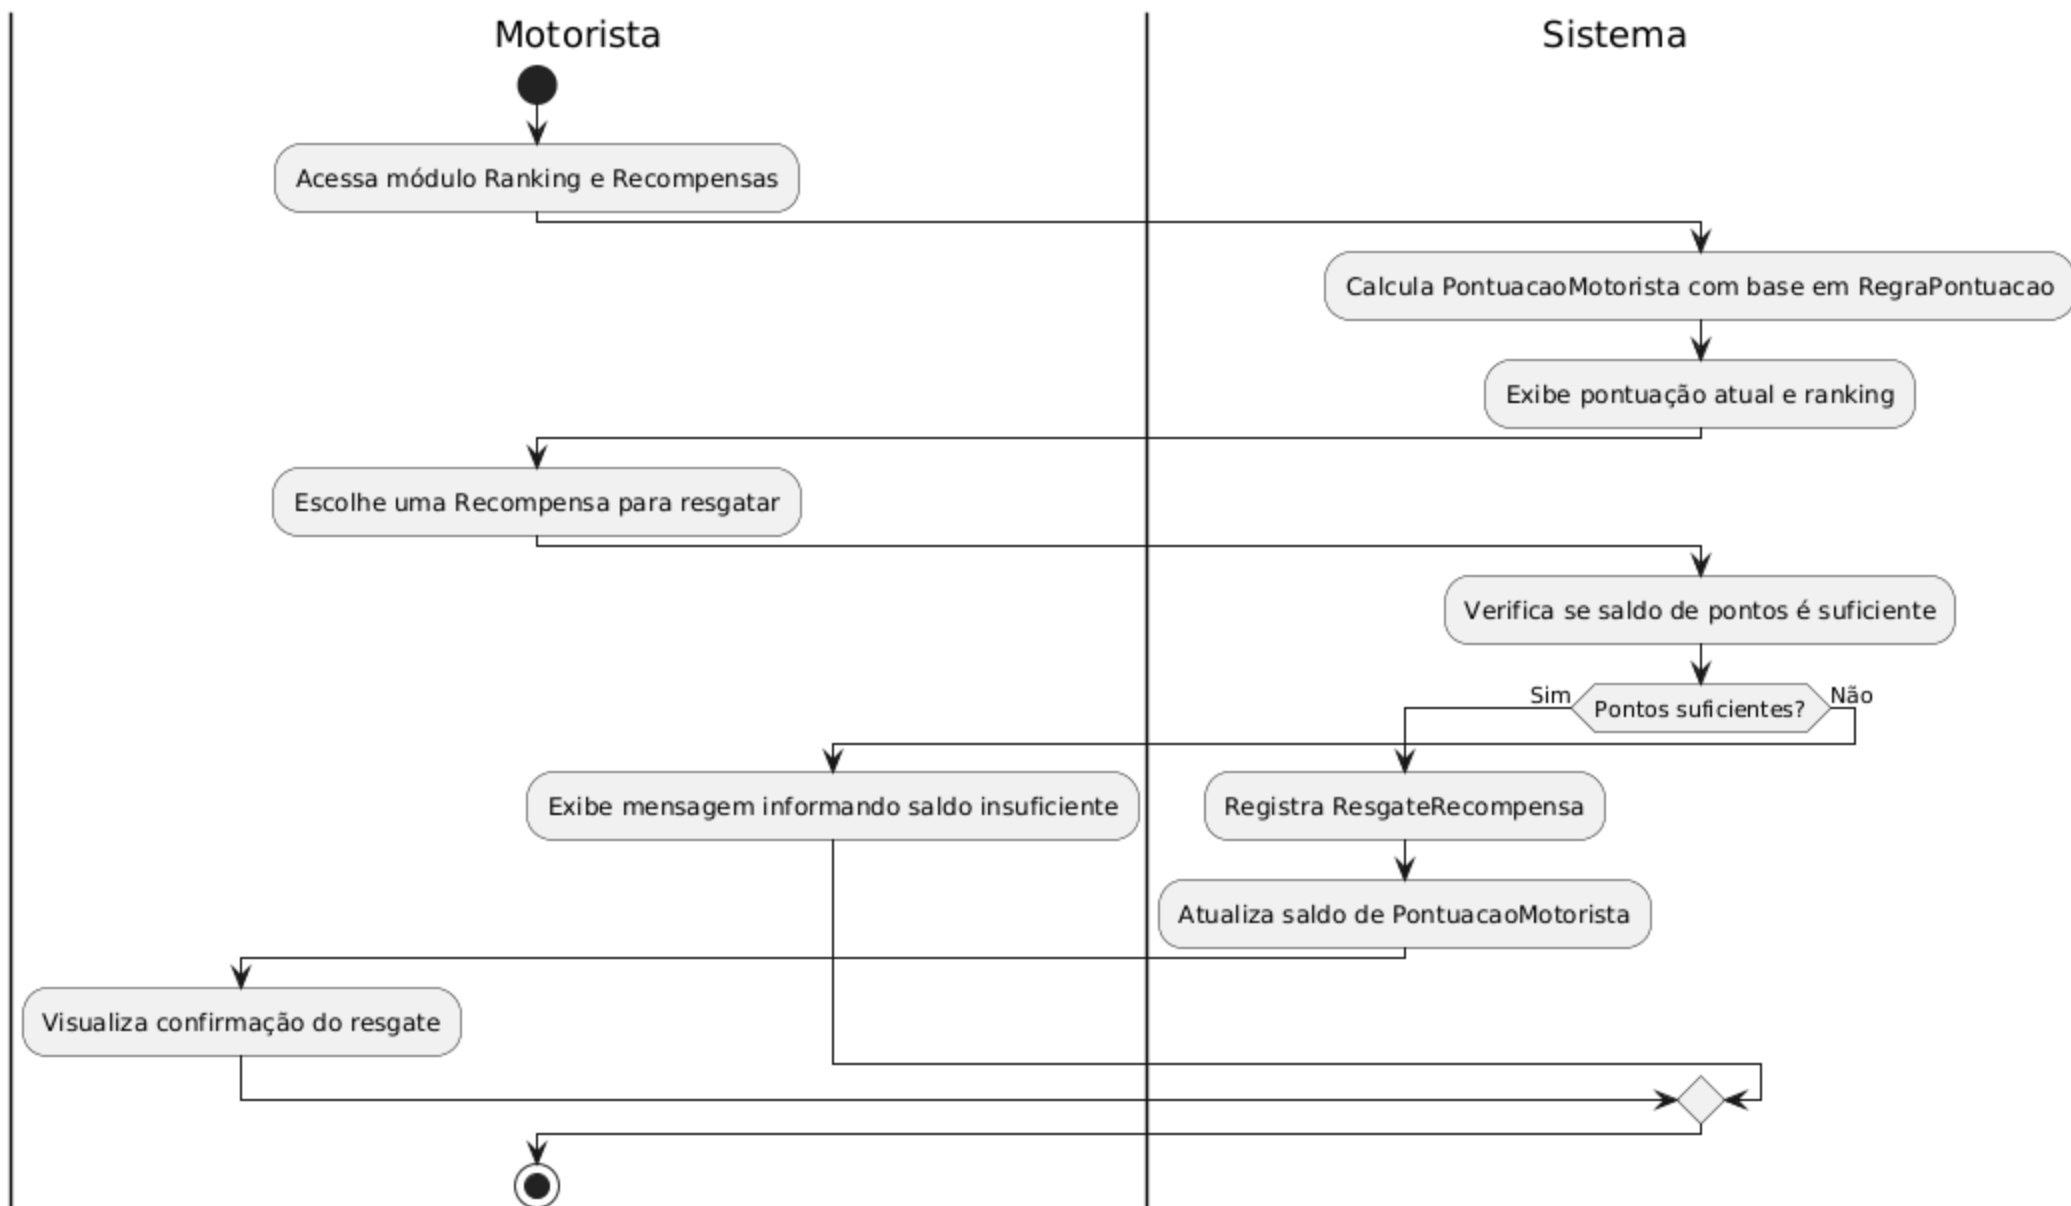 Motorista
Sistema
Acessa módulo Ranking e Recompensas
Calcula PontuacaoMotorista com base em RegraPontuacao
Exibe pontuação atual e ranking
Escolhe uma Recompensa para resgatar
Verifica se saldo de pontos é suficiente
Sim
Pontos suficientes?
Não
Exibe mensagem informando saldo insuficiente
Registra ResgateRecompensa
Atualiza saldo de PontuacaoMotorista
Visualiza confirmação do resgate